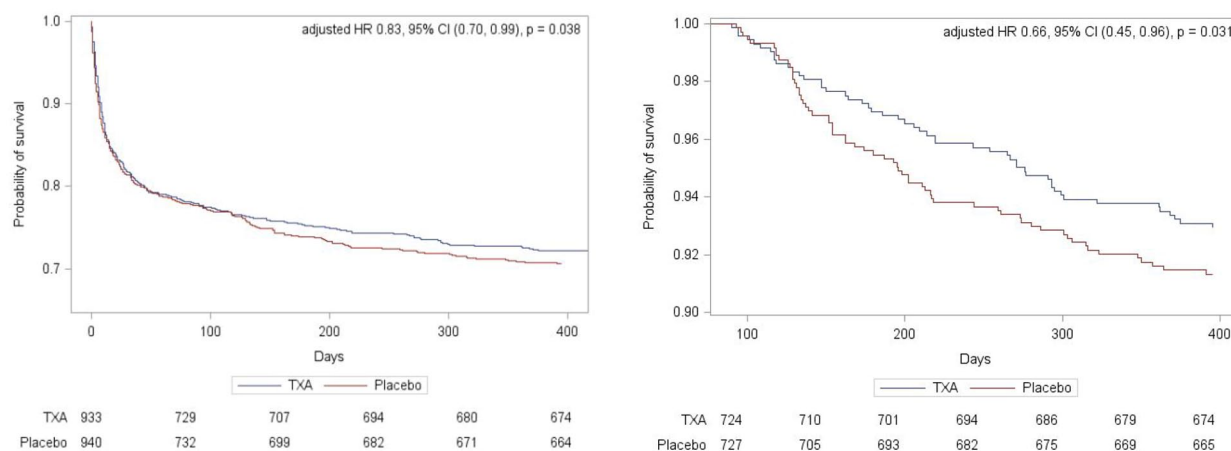 adjusted HR 0.83, 95% CI (0.70, 0.99), p = 0.038
Probability of survival
1.0
0.9
0.8
0.7
0 100 200 300 400
Days
TXA Placebo
TXA 933 729 707 694 680 674
Placebo 940 732 699 682 671 664
adjusted HR 0.66, 95% CI (0.45, 0.96), p = 0.031
Probability of survival
1.00
0.98
0.96
0.94
0.92
0.90
100 200 300 400
Days
TXA Placebo
TXA 724 710 701 694 686 679 674
Placebo 727 705 693 682 675 669 665